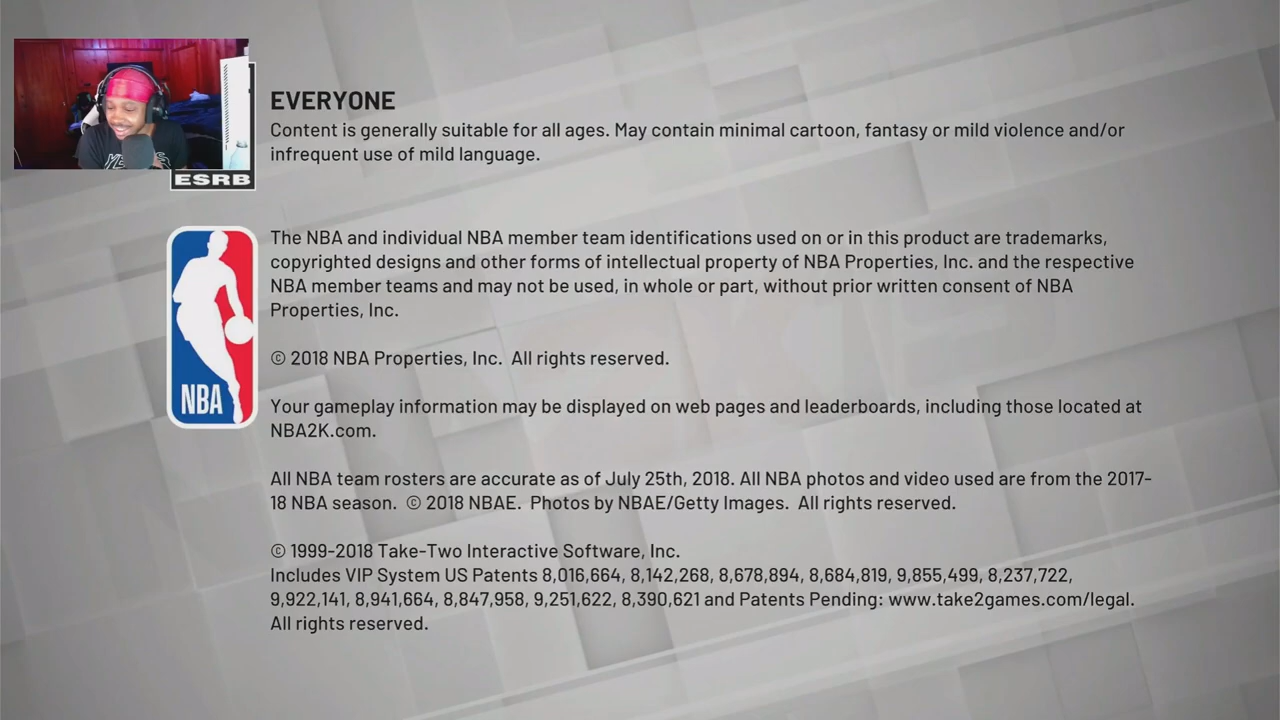 EVERYONE
Content is generally suitable for all ages. May contain minimal cartoon, fantasy or mild violence and/or
infrequent use of mild language.
ESRB
The NBA and individual NBA member team identifications used on or in this product are trademarks,
copyrighted designs and other forms of intellectual property of NBA Properties, Inc. and the respective
NBA member teams and may not be used, in whole or part, without prior written consent of NBA
Properties, Inc.
© 2018 NBA Properties, Inc.  All rights reserved.
NBA
Your gameplay information may be displayed on web pages and leaderboards, including those located at
NBA2K.com.
All NBA team rosters are accurate as of July 25th, 2018. All NBA photos and video used are from the 2017-
18 NBA season.  © 2018 NBAE.  Photos by NBAE/Getty Images.  All rights reserved.
© 1999-2018 Take-Two Interactive Software, Inc.
Includes VIP System US Patents 8,016,664, 8,142,268, 8,678,894, 8,684,819, 9,855,499, 8,237,722,
9,922,141, 8,941,664, 8,847,958, 9,251,622, 8,390,621 and Patents Pending: www.take2games.com/legal.
All rights reserved.